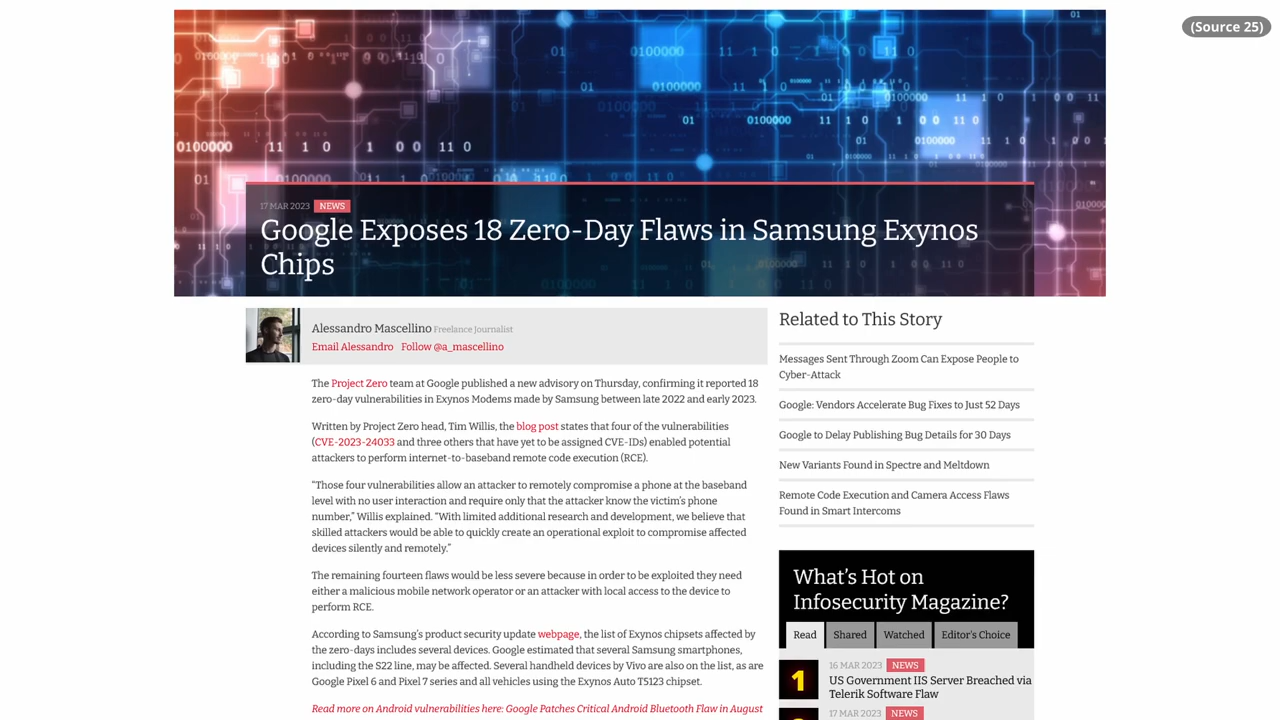 (Source 25)
17 MAR 2023 NEWS
Google Exposes 18 Zero-Day Flaws in Samsung Exynos
Chips
Alessandro Mascellino Freelance Journalist
Email Alessandro Follow @a_mascellino
The Project Zero team at Google published a new advisory on Thursday, confirming it reported 18
zero-day vulnerabilities in Exynos Modems made by Samsung between late 2022 and early 2023.
Written by Project Zero head, Tim Willis, the blog post states that four of the vulnerabilities
(CVE-2023-24033 and three others that have yet to be assigned CVE-IDs) enabled potential
attackers to perform internet-to-baseband remote code execution (RCE).
“Those four vulnerabilities allow an attacker to remotely compromise a phone at the baseband
level with no user interaction and require only that the attacker know the victim’s phone
number,” Willis explained. “With limited additional research and development, we believe that
skilled attackers would be able to quickly create an operational exploit to compromise affected
devices silently and remotely.”
The remaining fourteen flaws would be less severe because in order to be exploited they need
either a malicious mobile network operator or an attacker with local access to the device to
perform RCE.
According to Samsung’s product security update webpage, the list of Exynos chipsets affected by
the zero-days includes several devices. Google estimated that several Samsung smartphones,
including the S22 line, may be affected. Several handheld devices by Vivo are also on the list, as are
Google Pixel 6 and Pixel 7 series and all vehicles using the Exynos Auto T5123 chipset.
Read more on Android vulnerabilities here: Google Patches Critical Android Bluetooth Flaw in August
Related to This Story
Messages Sent Through Zoom Can Expose People to
Cyber-Attack
Google: Vendors Accelerate Bug Fixes to Just 52 Days
Google to Delay Publishing Bug Details for 30 Days
New Variants Found in Spectre and Meltdown
Remote Code Execution and Camera Access Flaws
Found in Smart Intercoms
What’s Hot on
Infosecurity Magazine?
Read Shared Watched Editor’s Choice
1
16 MAR 2023 NEWS
US Government IIS Server Breached via
Telerik Software Flaw
17 MAR 2023 NEWS